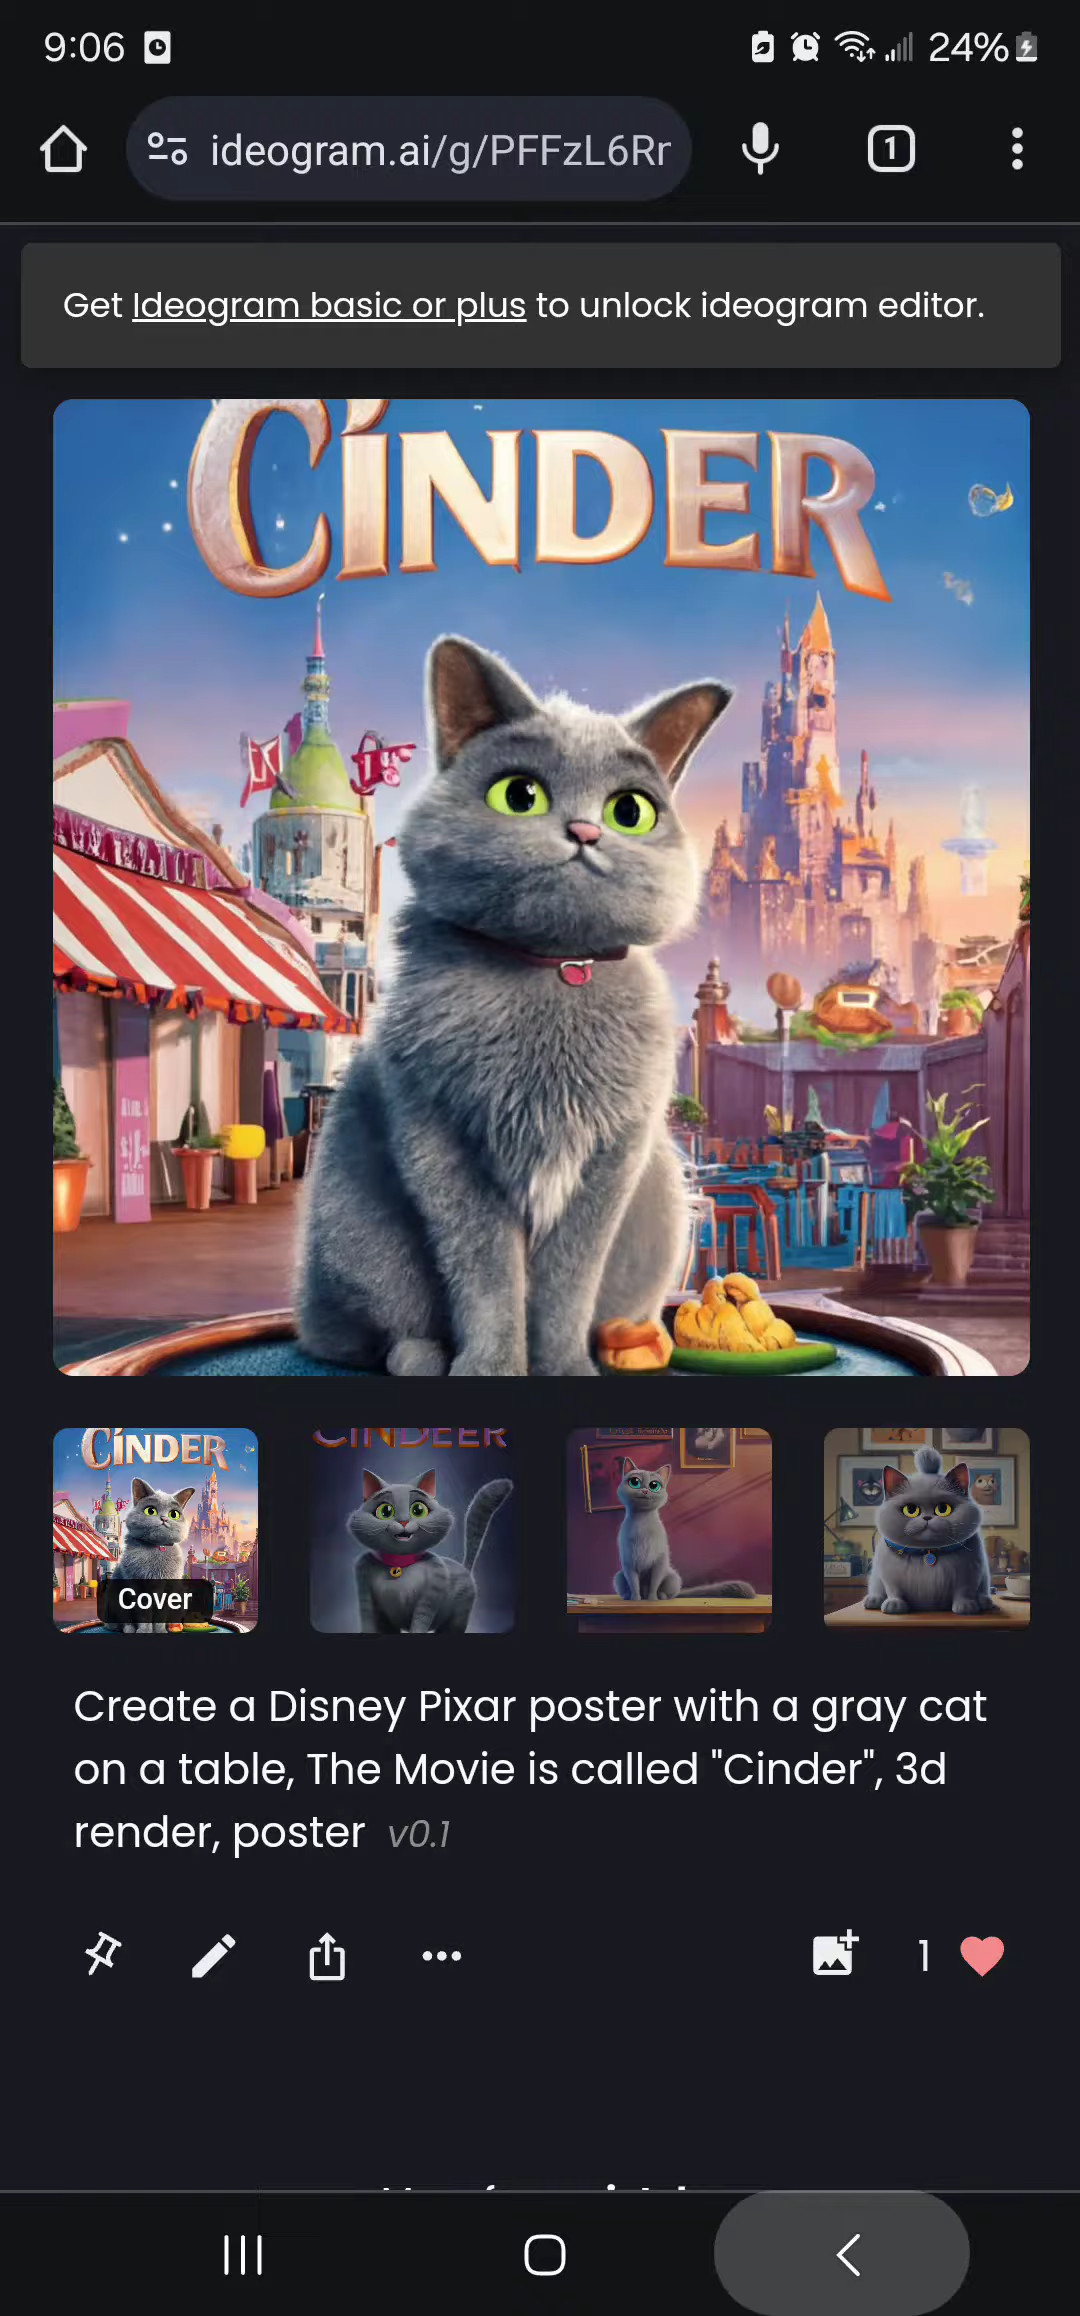 9:06
24%
ideogram.ai/g/PFFzL6Rr
1
Get Ideogram basic or plus to unlock ideogram editor.
CINDER
CINDER
CINDEER
Cover
Create a Disney Pixar poster with a gray cat
on a table, The Movie is called "Cinder", 3d
render, poster v0.1
1